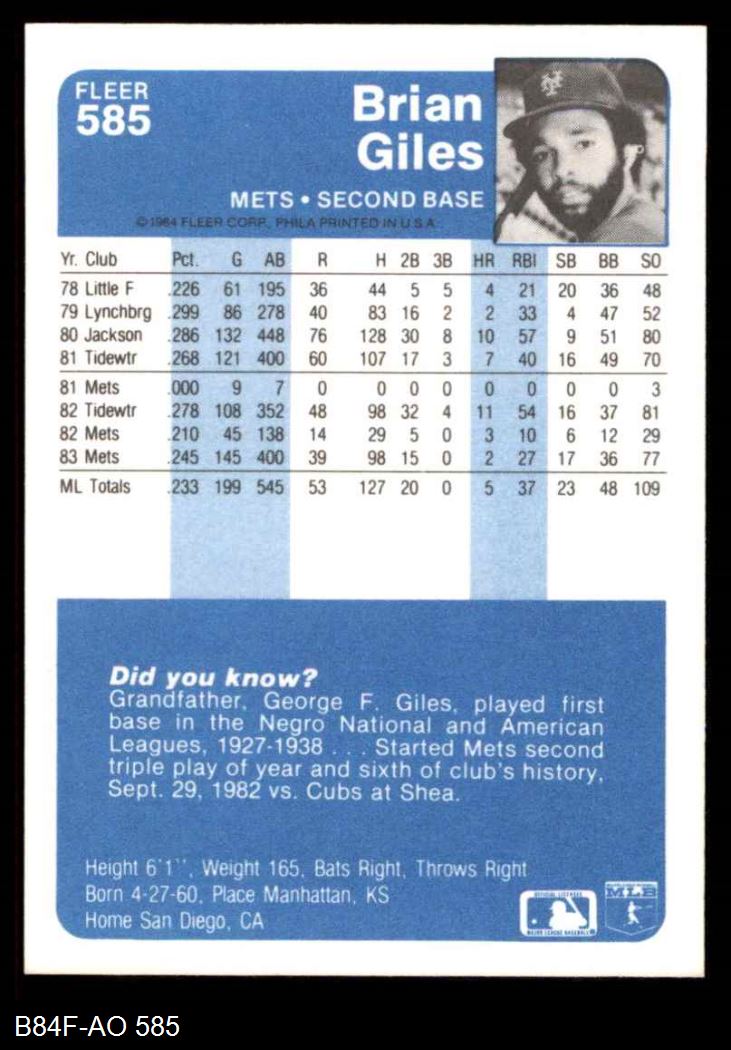 FLEER
585
Brian
Giles
METS • SECOND BASE
© 1984 FLEER CORP., PHILA PRINTED IN U.S.A.
Yr. Club Pct. G AB R H 2B 3B HR RBI SB BB SO
78 Little F .226 61 195 36 44 5 5 4 21 20 36 48
79 Lynchbrg .299 86 278 40 83 16 2 2 33 4 47 52
80 Jackson .286 132 448 76 128 30 8 10 57 9 51 80
81 Tidewtr .268 121 400 60 107 17 3 7 40 16 49 70
81 Mets .000 9 7 0 0 0 0 0 0 0 0 3
82 Tidewtr .278 108 352 48 98 32 4 11 54 16 37 81
82 Mets .210 45 138 14 29 5 0 3 10 6 12 29
83 Mets .245 145 400 39 98 15 0 2 27 17 36 77
ML Totals .233 199 545 53 127 20 0 5 37 23 48 109
Did you know?
Grandfather, George F. Giles, played first
base in the Negro National and American
Leagues, 1927-1938 . . . Started Mets second
triple play of year and sixth of club's history,
Sept. 29, 1982 vs. Cubs at Shea.
Height 6'1'', Weight 165, Bats Right, Throws Right
Born 4-27-60, Place Manhattan, KS
Home San Diego, CA
OFFICIAL LICENSEE
MAJOR LEAGUE BASEBALL
MLB
B84F-AO 585